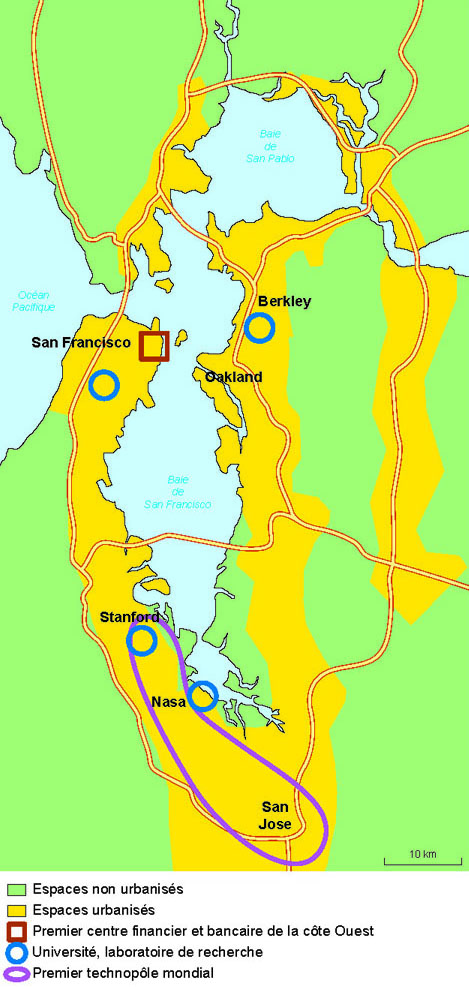 Baie
de
San Pablo
Océan
Pacifique
Berkley
San Francisco
Oakland
Baie
de
San Francisco
Stanford
Nasa
San
Jose
10 km
Espaces non urbanisés
Espaces urbanisés
Premier centre financier et bancaire de la côte Ouest
Université, laboratoire de recherche
Premier technopôle mondial